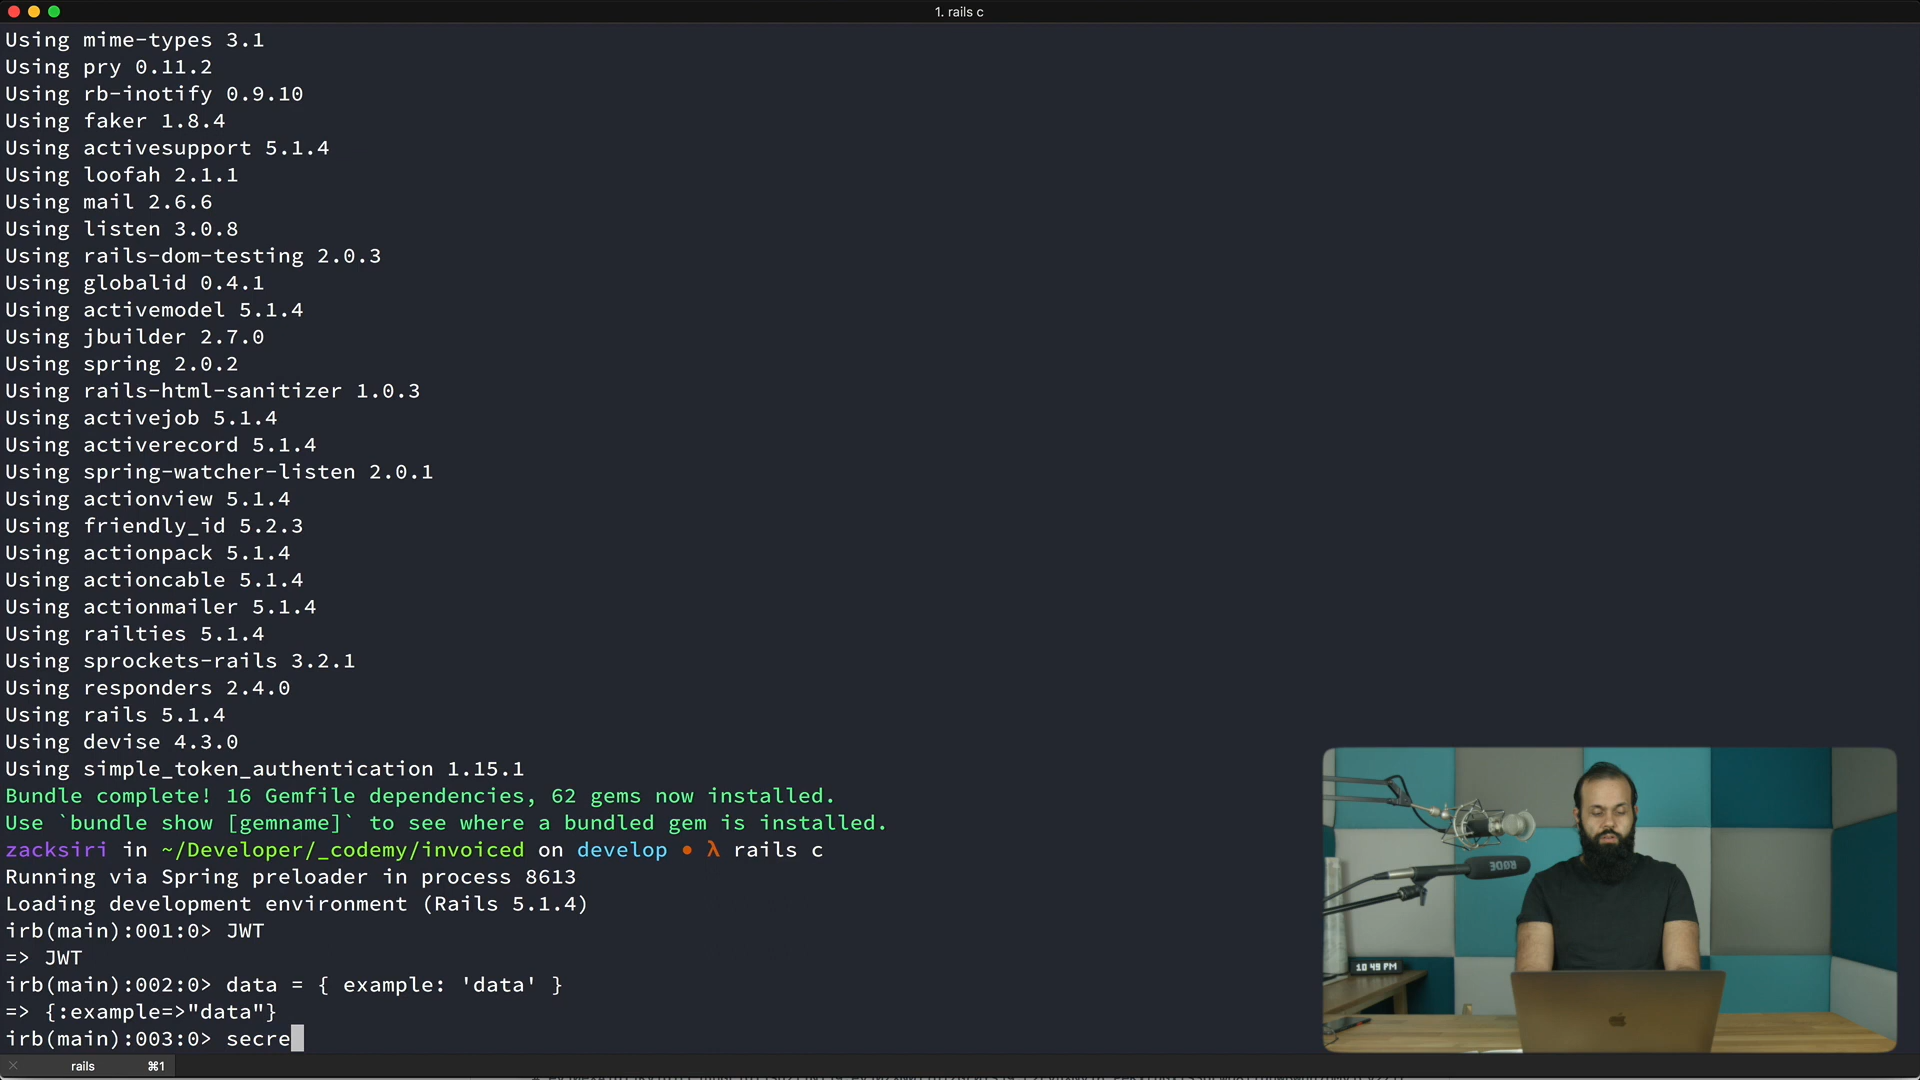 1. rails c
Using mime-types 3.1
Using pry 0.11.2
Using rb-inotify 0.9.10
Using faker 1.8.4
Using activesupport 5.1.4
Using loofah 2.1.1
Using mail 2.6.6
Using listen 3.0.8
Using rails-dom-testing 2.0.3
Using globalid 0.4.1
Using activemodel 5.1.4
Using jbuilder 2.7.0
Using spring 2.0.2
Using rails-html-sanitizer 1.0.3
Using activejob 5.1.4
Using activerecord 5.1.4
Using spring-watcher-listen 2.0.1
Using actionview 5.1.4
Using friendly_id 5.2.3
Using actionpack 5.1.4
Using actioncable 5.1.4
Using actionmailer 5.1.4
Using railties 5.1.4
Using sprockets-rails 3.2.1
Using responders 2.4.0
Using rails 5.1.4
Using devise 4.3.0
Using simple_token_authentication 1.15.1
Bundle complete! 16 Gemfile dependencies, 62 gems now installed.
Use `bundle show [gemname]` to see where a bundled gem is installed.
zacksiri in ~/Developer/_codemy/invoiced on develop • λ rails c
Running via Spring preloader in process 8613
Loading development environment (Rails 5.1.4)
irb(main):001:0> JWT
=> JWT
irb(main):002:0> data = { example: 'data' }
=> {:example=>"data"}
irb(main):003:0> secre
rails ⌘1
RØDE
10:49 PM